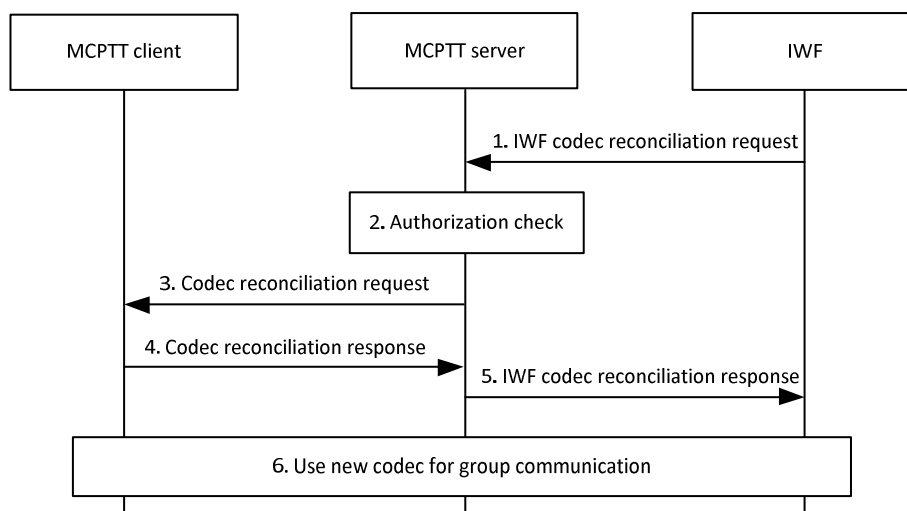 MCPTT client
MCPTT server
IWF
1. IWF codec reconciliation request
2. Authorization check
3. Codec reconciliation request
4. Codec reconciliation response
5. IWF codec reconciliation response
6. Use new codec for group communication